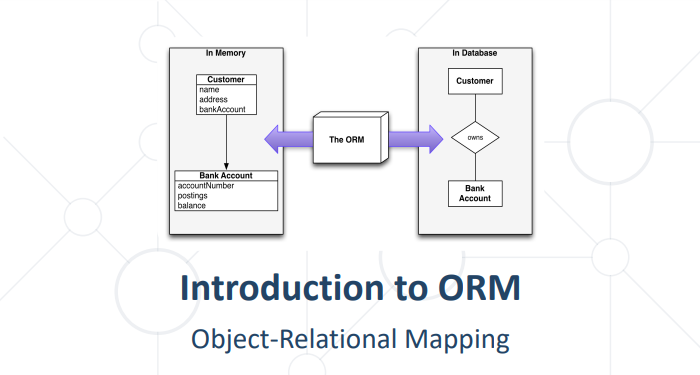 In Memory
Customer
name
address
bankAccount
Bank Account
accountNumber
postings
balance
The ORM
In Database
Customer
owns
Bank
Account
Introduction to ORM
Object-Relational Mapping